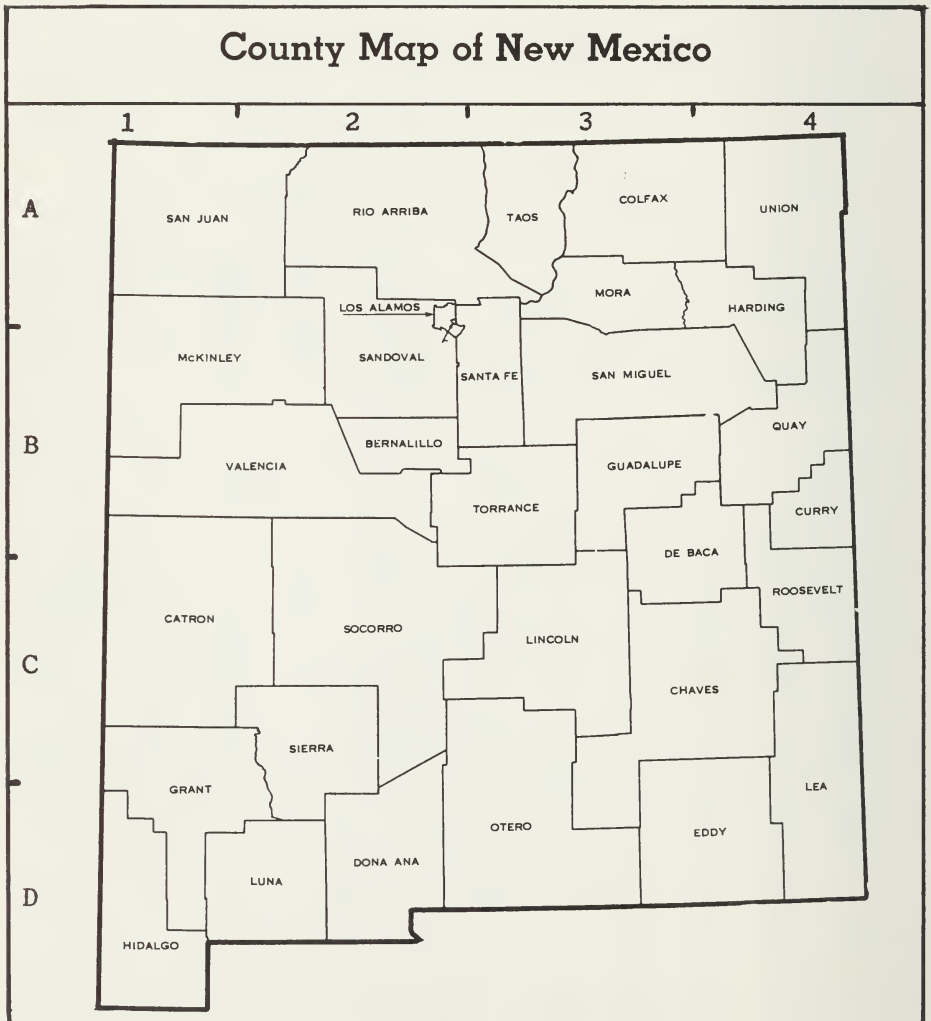 County Map of New Mexico
1 2 3 4
A
SAN JUAN
RIO ARRIBA
TAOS
COLFAX
UNION
MORA
HARDING
LOS ALAMOS
McKINLEY
SANDOVAL
SANTA FE
SAN MIGUEL
B
BERNALILLO
QUAY
VALENCIA
GUADALUPE
TORRANCE
CURRY
DE BACA
ROOSEVELT
CATRON
SOCORRO
LINCOLN
C
CHAVES
SIERRA
GRANT
LEA
OTERO
EDDY
DONA ANA
LUNA
D
HIDALGO